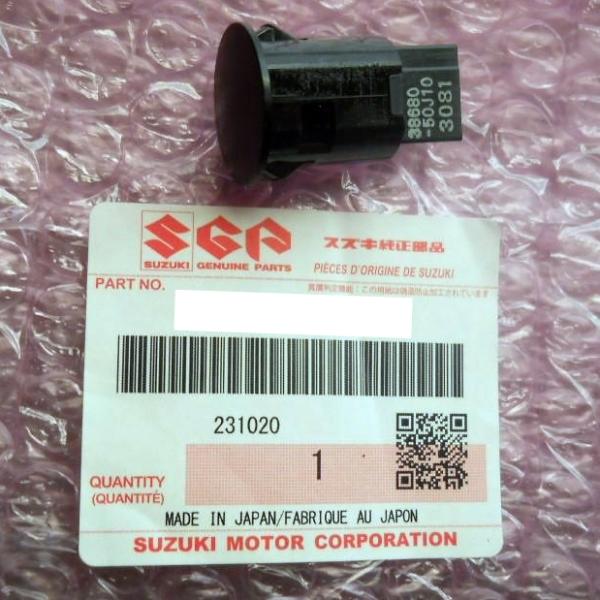 38680
-50J10
3081
SGP スズキ純正部品
SUZUKI GENUINE PARTS PIÈCES D'ORIGINE DE SUZUKI
PART NO.
231020
QUANTITY 1
(QUANTITÉ)
MADE IN JAPAN/FABRIQUE AU JAPON
SUZUKI MOTOR CORPORATION